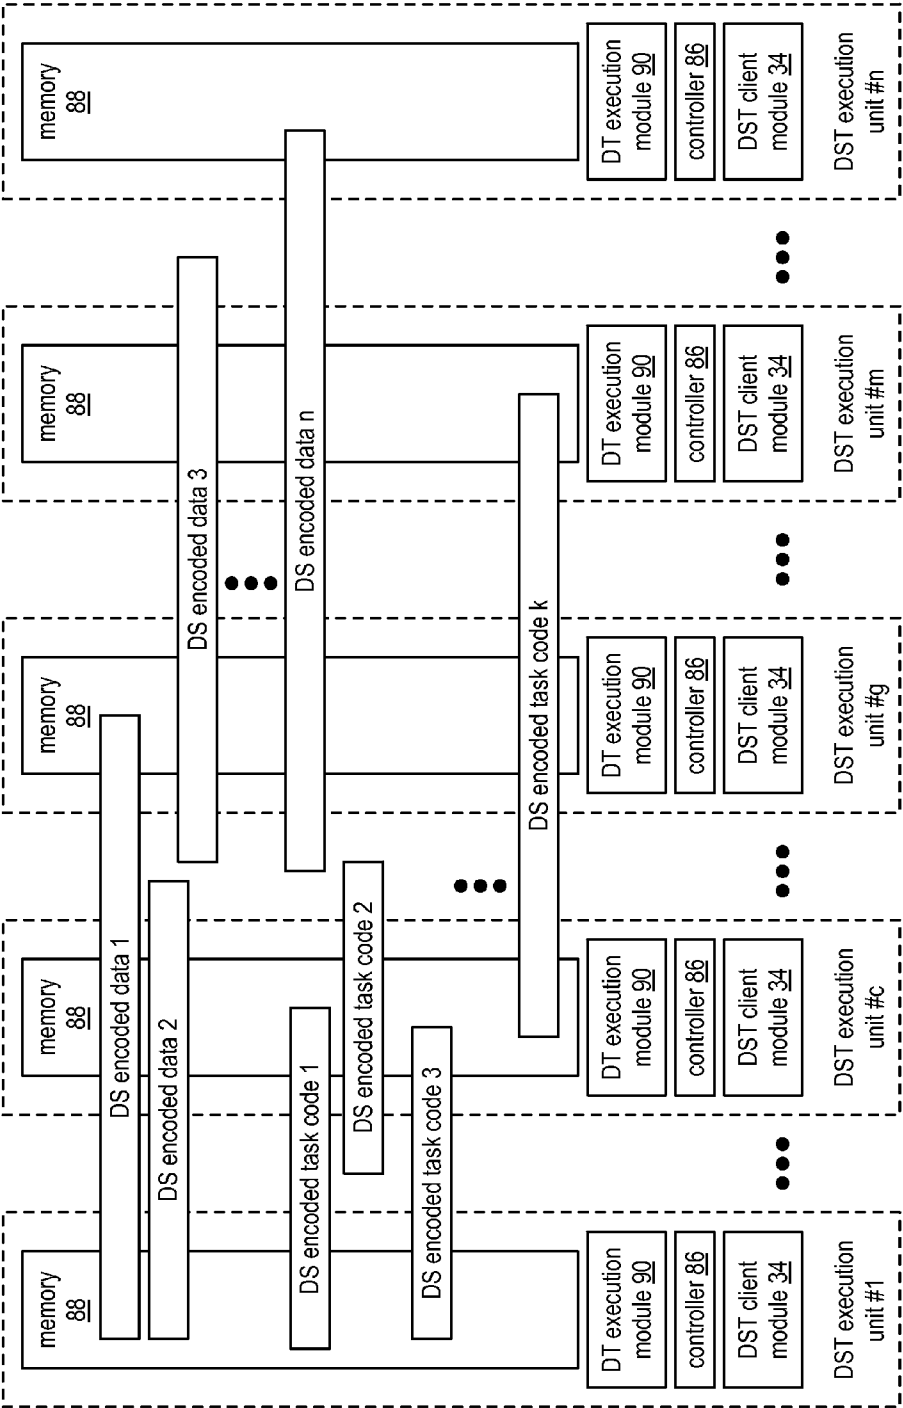 memory
88
DT execution
module 90
controller 86
DST client
module 34
DST execution
unit #1
memory
88
DT execution
module 90
controller 86
DST client
module 34
DST execution
unit #c
memory
88
DT execution
module 90
controller 86
DST client
module 34
DST execution
unit #g
memory
88
DT execution
module 90
controller 86
DST client
module 34
DST execution
unit #m
memory
88
DT execution
module 90
controller 86
DST client
module 34
DST execution
unit #n
DS encoded data 1
DS encoded data 2
DS encoded data 3
DS encoded data n
DS encoded task code 1
DS encoded task code 2
DS encoded task code 3
DS encoded task code k